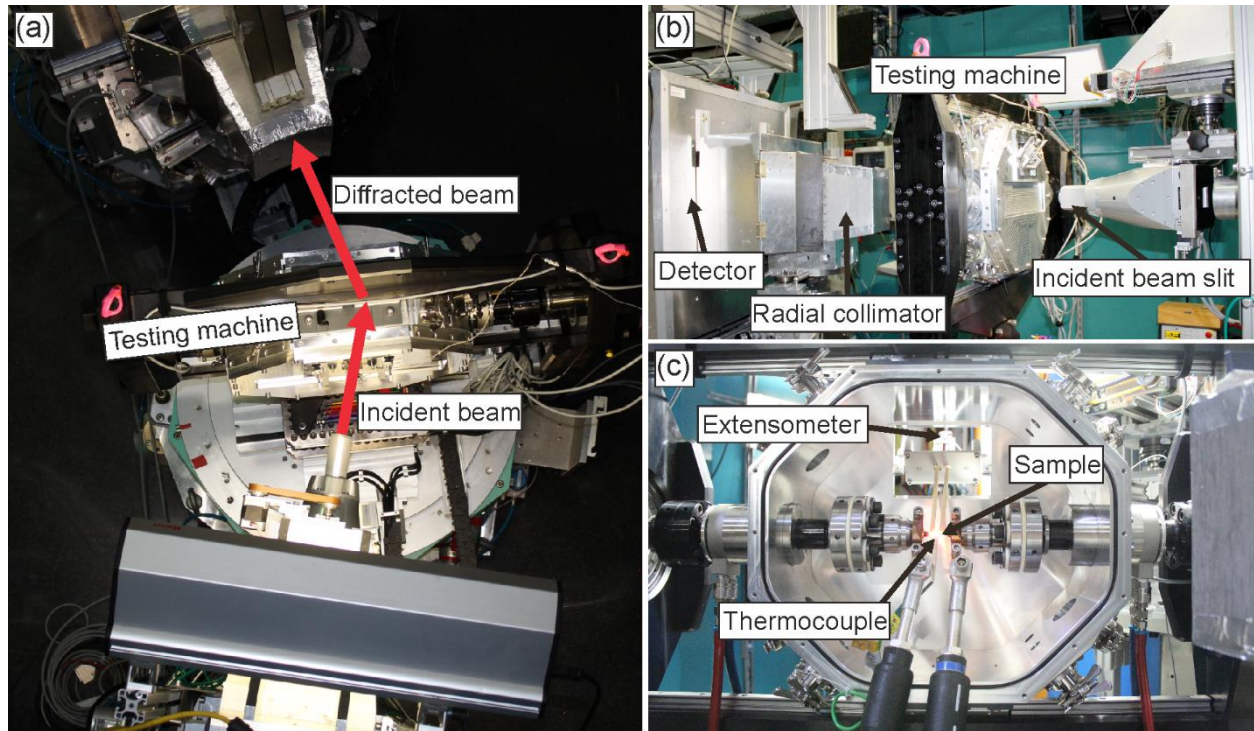 (a)
Diffracted beam
Testing machine
Incident beam
(b)
Testing machine
Detector
Radial collimator
Incident beam slit
(c)
Extensometer
Sample
Thermocouple